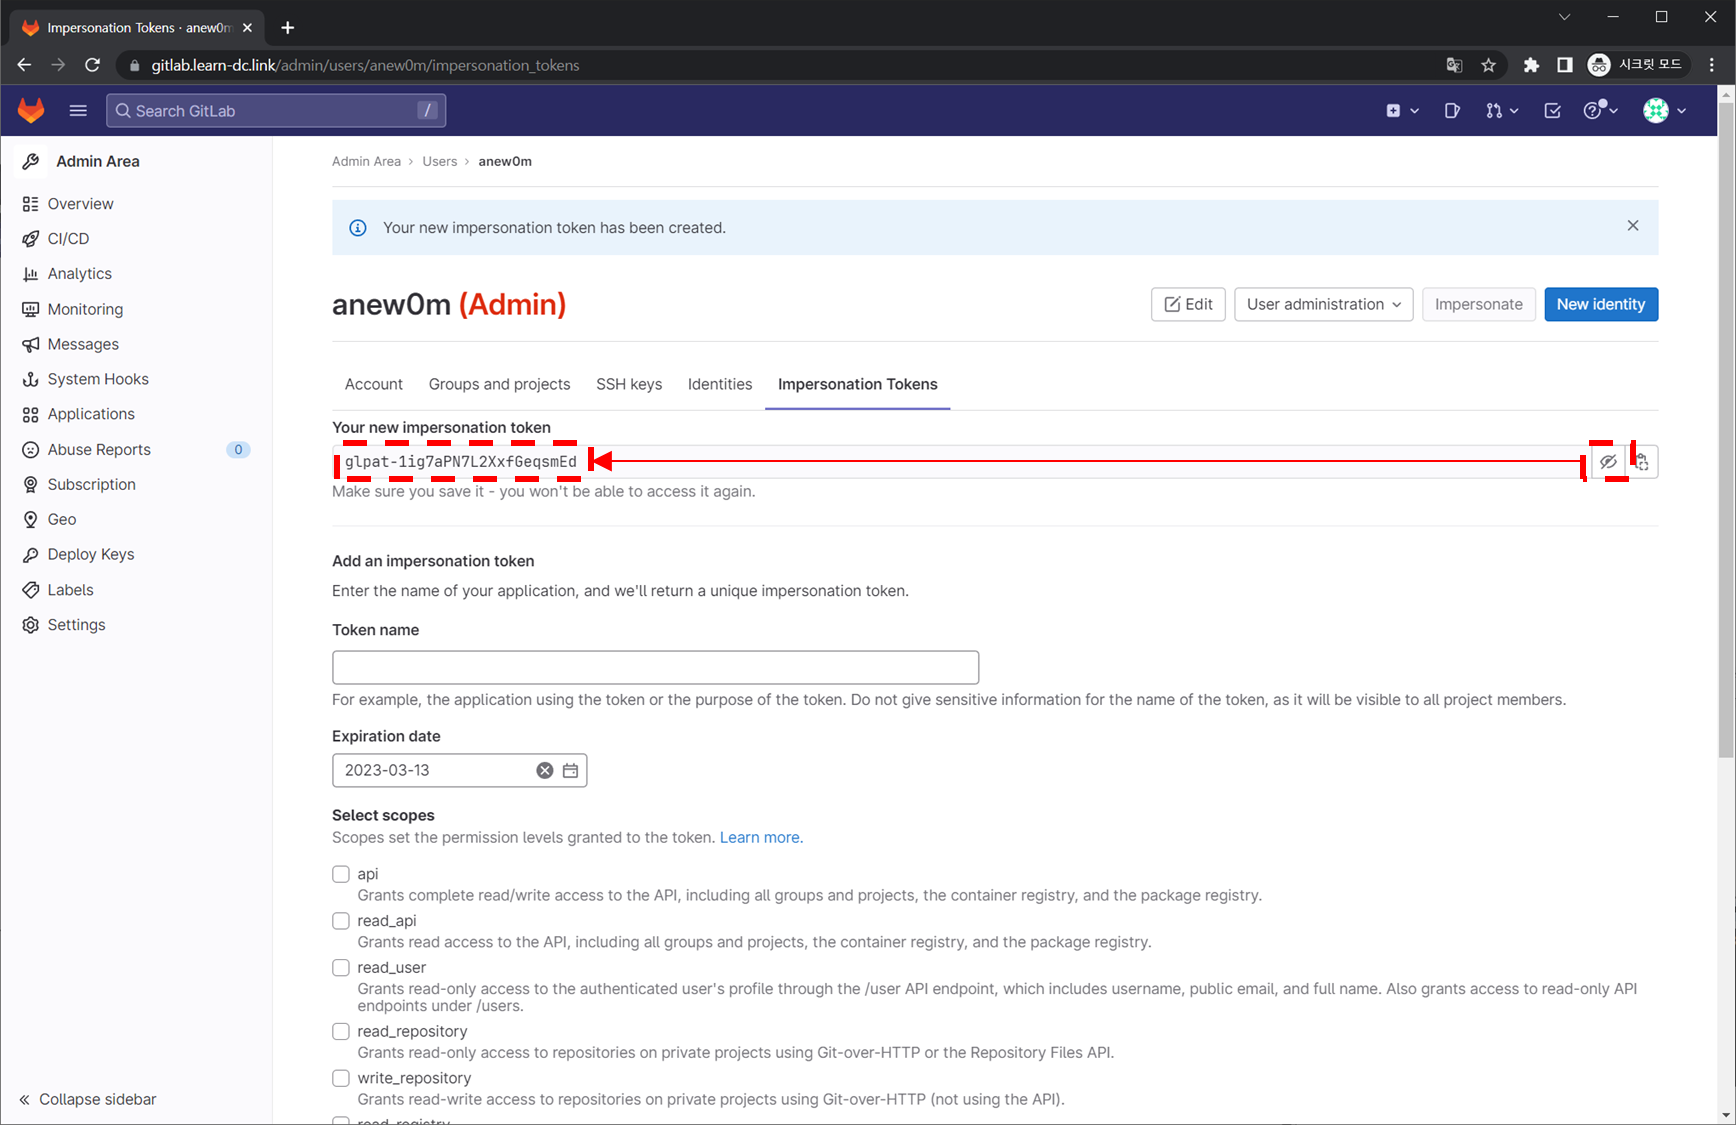 Impersonation Tokens · anew0m
gitlab.learn-dc.link/admin/users/anew0m/impersonation_tokens
시크릿 모드
Search GitLab
/
Admin Area
Overview
CI/CD
Analytics
Monitoring
Messages
System Hooks
Applications
Abuse Reports 0
Subscription
Geo
Deploy Keys
Labels
Settings
Collapse sidebar
Admin Area › Users › anew0m
Your new impersonation token has been created.
anew0m (Admin)
Edit
User administration
Impersonate
New identity
Account Groups and projects SSH keys Identities Impersonation Tokens
Your new impersonation token
glpat-1ig7aPN7L2XxfGeqsmEd
Make sure you save it - you won't be able to access it again.
Add an impersonation token
Enter the name of your application, and we'll return a unique impersonation token.
Token name
For example, the application using the token or the purpose of the token. Do not give sensitive information for the name of the token, as it will be visible to all project members.
Expiration date
2023-03-13
Select scopes
Scopes set the permission levels granted to the token. Learn more.
api
Grants complete read/write access to the API, including all groups and projects, the container registry, and the package registry.
read_api
Grants read access to the API, including all groups and projects, the container registry, and the package registry.
read_user
Grants read-only access to the authenticated user's profile through the /user API endpoint, which includes username, public email, and full name. Also grants access to read-only API
endpoints under /users.
read_repository
Grants read-only access to repositories on private projects using Git-over-HTTP or the Repository Files API.
write_repository
Grants read-write access to repositories on private projects using Git-over-HTTP (not using the API).
read_registry